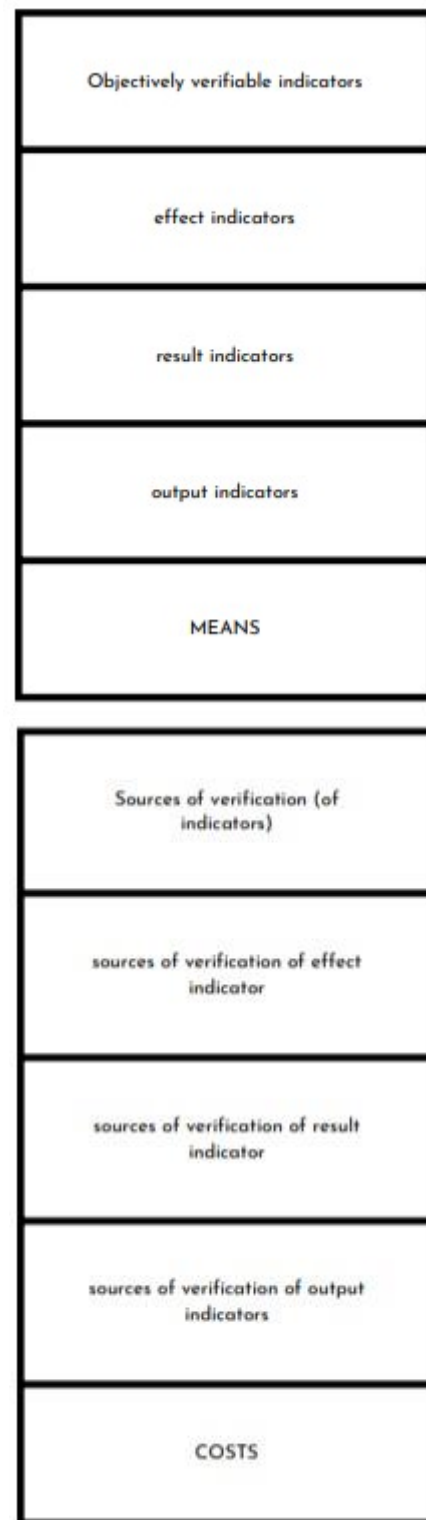 Objectively verifiable indicators
effect indicators
result indicators
output indicators
MEANS
Sources of verification (of
indicators)
sources of verification of effect
indicator
sources of verification of result
indicator
sources of verification of output
indicators
COSTS